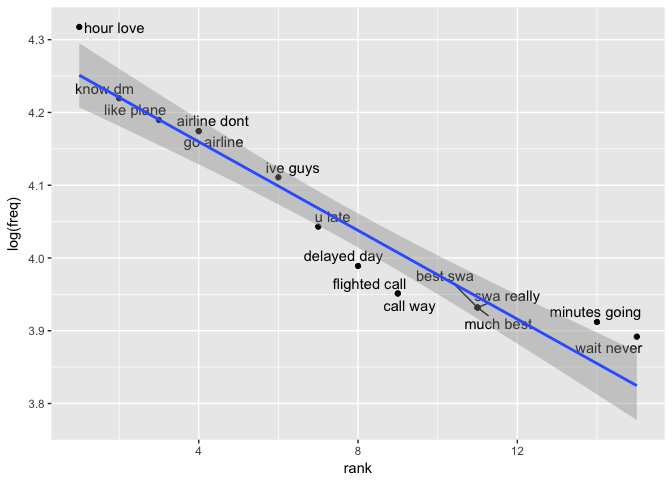 4.3
4.2
4.1
4.0
3.9
3.8
log(freq)
hour love
know dm
like plane
airline dont
go airline
ive guys
u late
delayed day
best swa
flighted call
swa really
call way
minutes going
much best
wait never
4
8
12
rank